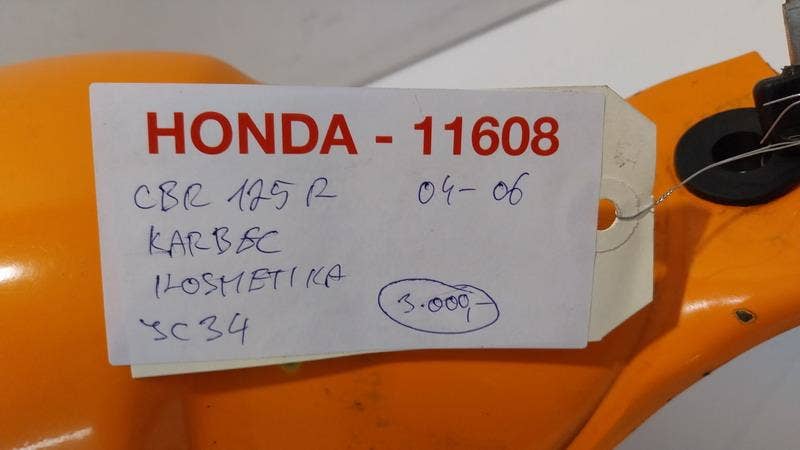 HONDA - 11608
CBR 125 R 04-06
KARBEC
KOSMETIKA
JC34
3.000,-